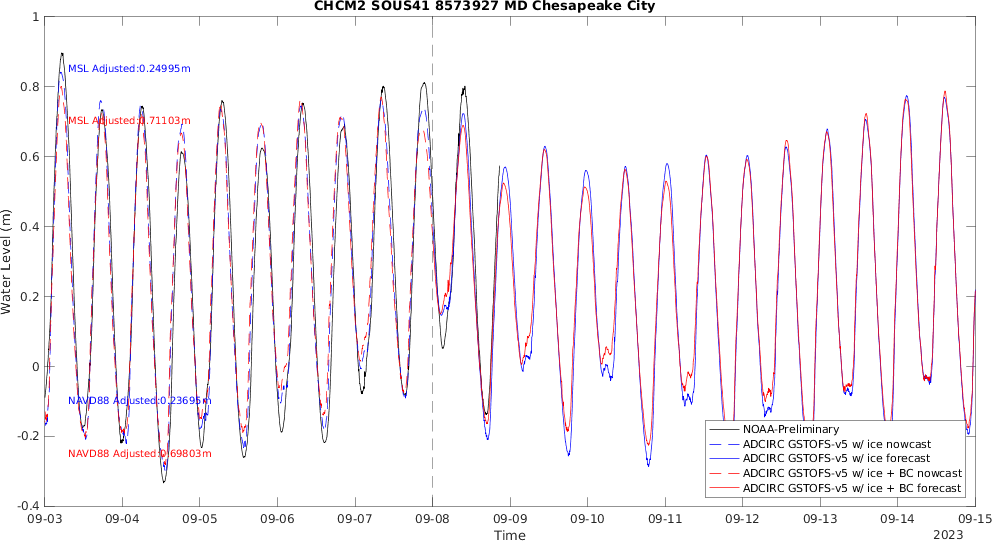 CHCM2 SOUS41 8573927 MD Chesapeake City
1
0.8
0.6
0.4
0.2
0
-0.2
-0.4
Water Level (m)
MSL Adjusted:0.24995m
MSL Adjusted:0.71103m
NAVD88 Adjusted:0.23695m
NAVD88 Adjusted:0.69803m
NOAA-Preliminary
ADCIRC GSTOFS-v5 w/ ice nowcast
ADCIRC GSTOFS-v5 w/ ice forecast
ADCIRC GSTOFS-v5 w/ ice + BC nowcast
ADCIRC GSTOFS-v5 w/ ice + BC forecast
09-03 09-04 09-05 09-06 09-07 09-08 09-09 09-10 09-11 09-12 09-13 09-14 09-15
Time
2023